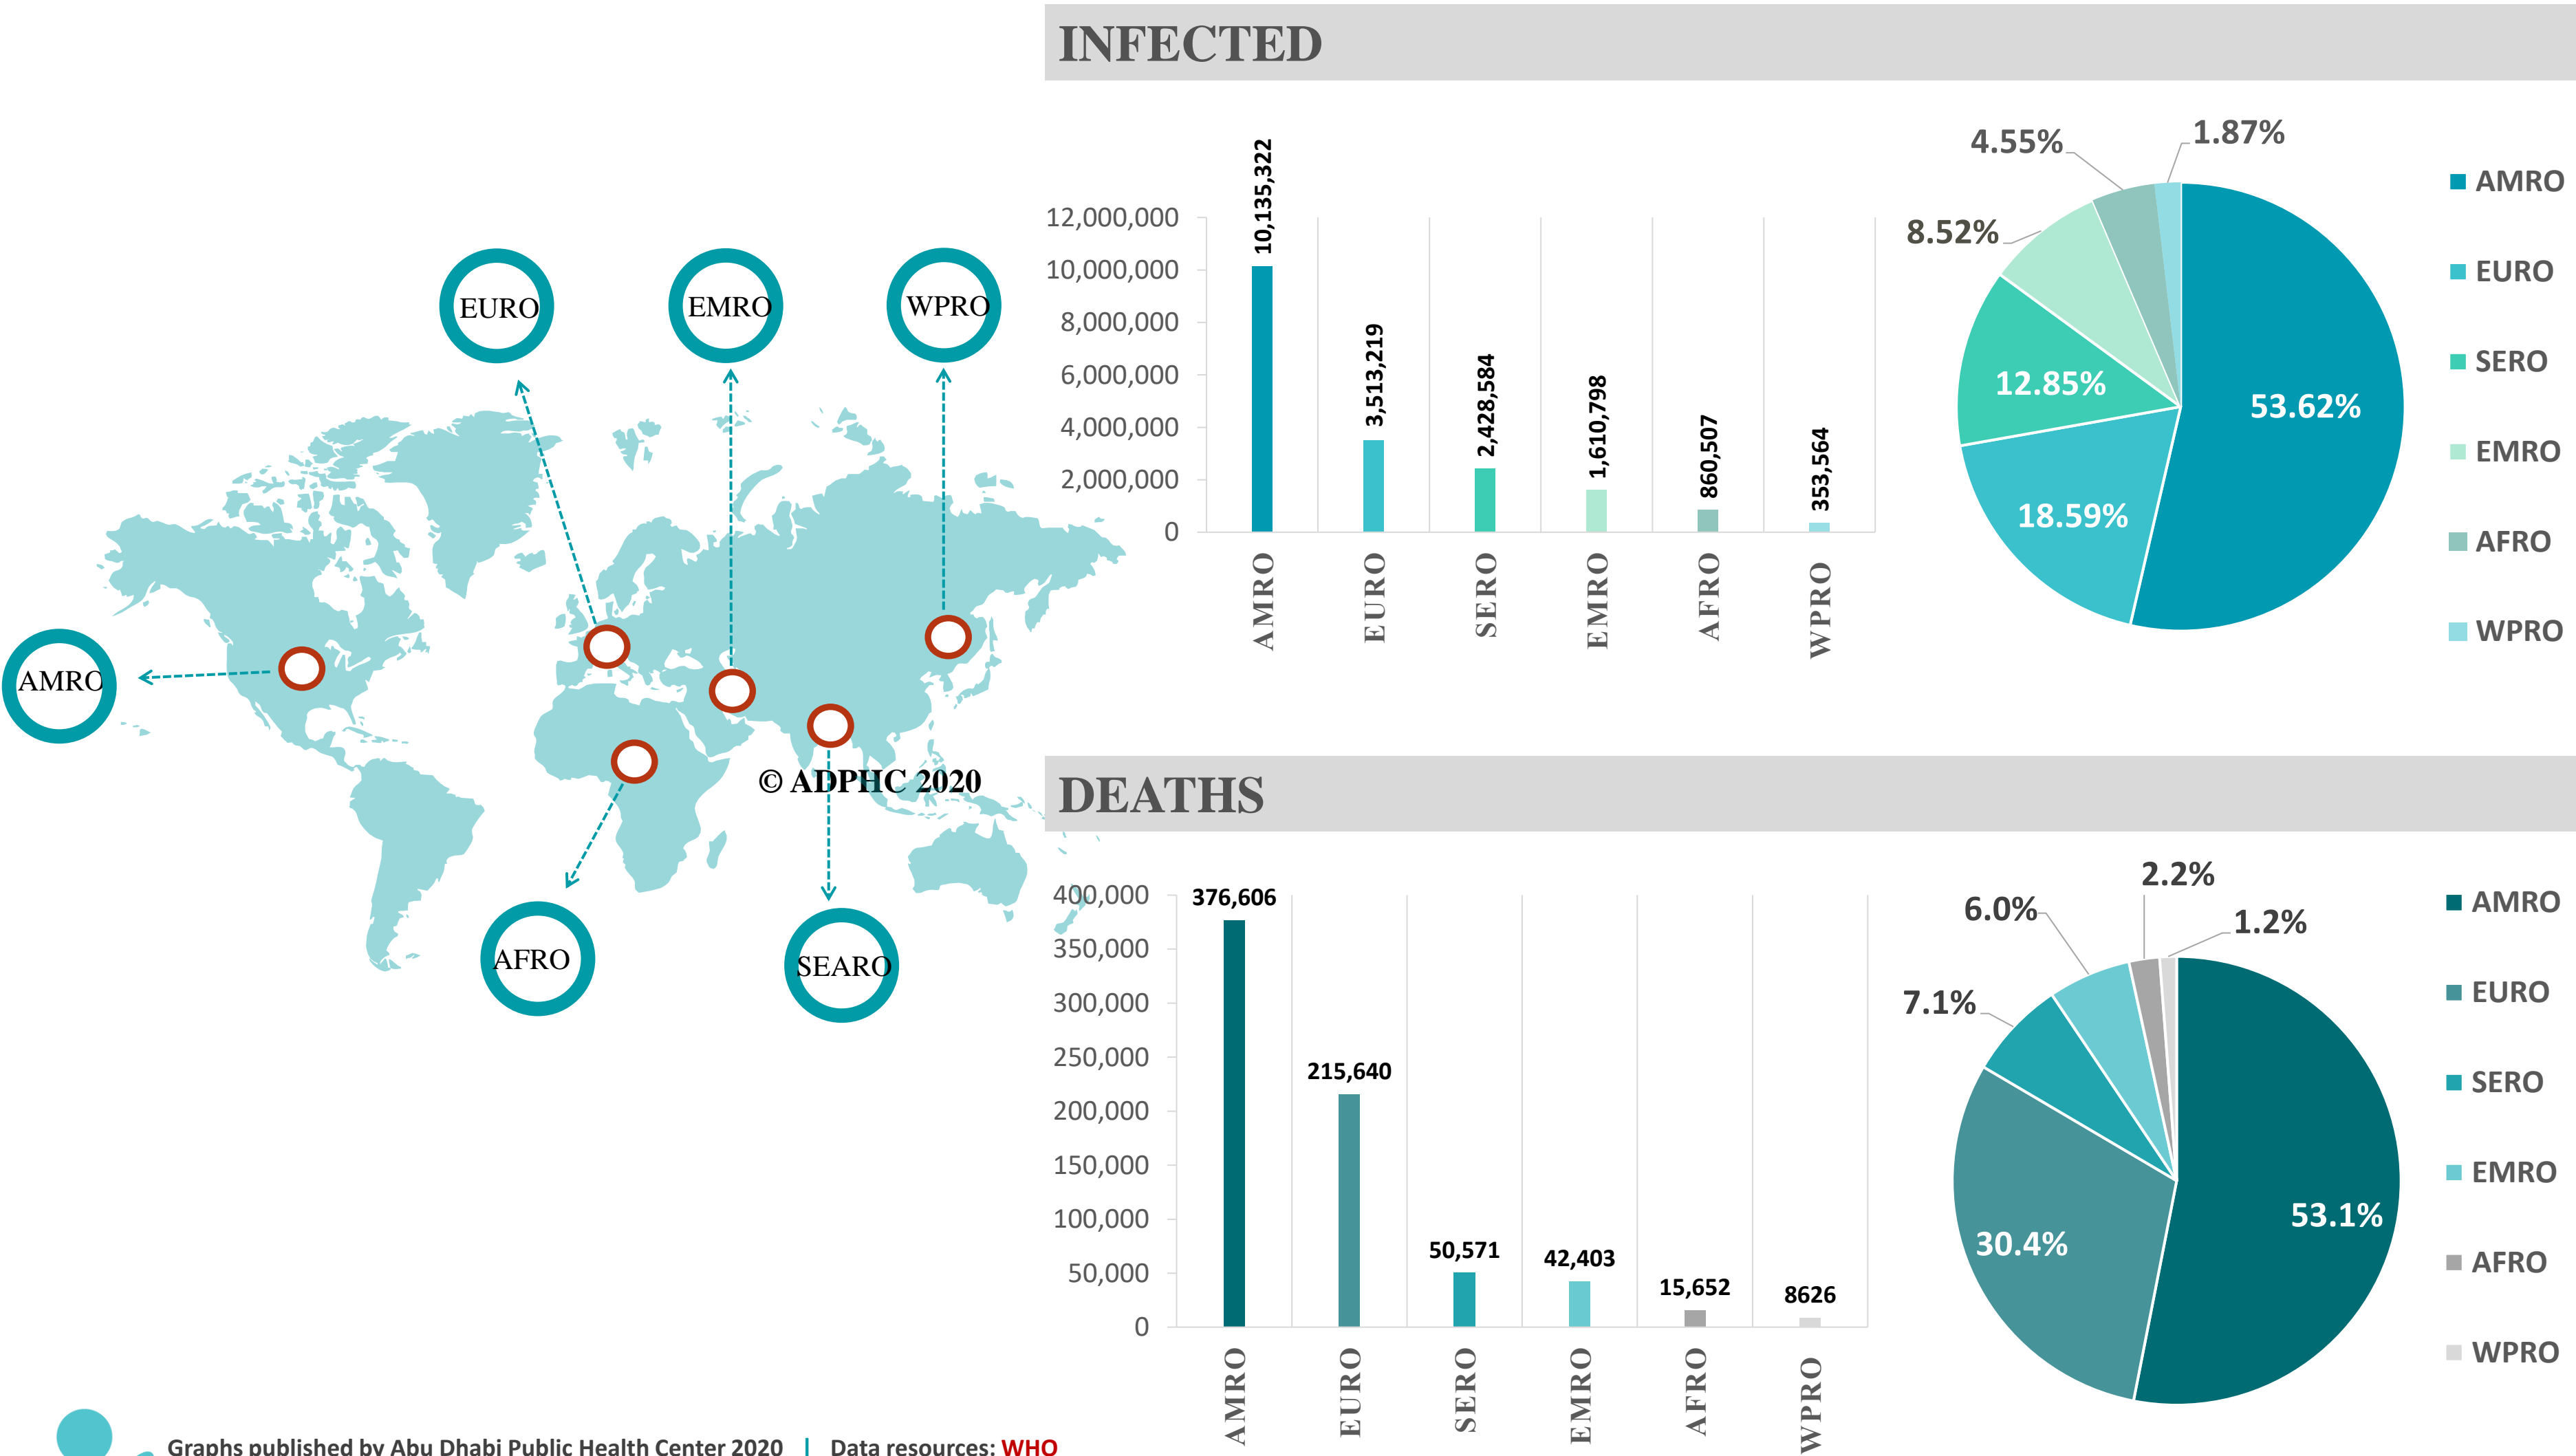 EURO
EMRO
WPRO
AMRO
AFRO
SEARO
© ADPHC 2020
INFECTED
12,000,000
10,000,000
8,000,000
6,000,000
4,000,000
2,000,000
0
10,135,322
3,513,219
2,428,584
1,610,798
860,507
353,564
AMRO
EURO
SERO
EMRO
AFRO
WPRO
4.55%
1.87%
8.52%
12.85%
53.62%
18.59%
AMRO
EURO
SERO
EMRO
AFRO
WPRO
DEATHS
400,000
350,000
300,000
250,000
200,000
150,000
100,000
50,000
0
376,606
215,640
50,571
42,403
15,652
8626
AMRO
EURO
SERO
EMRO
AFRO
WPRO
2.2%
6.0%
1.2%
7.1%
53.1%
30.4%
AMRO
EURO
SERO
EMRO
AFRO
WPRO
Graphs published by Abu Dhabi Public Health Center 2020 | Data resources: WHO